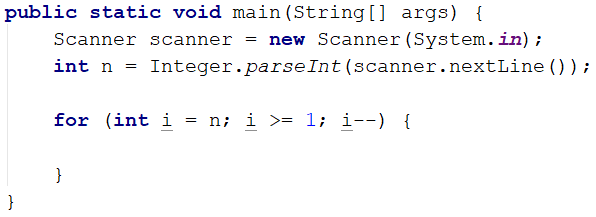 public static void main(String[] args) {
    Scanner scanner = new Scanner(System.in);
    int n = Integer.parseInt(scanner.nextLine());
    for (int i = n; i >= 1; i--) {
    }
}